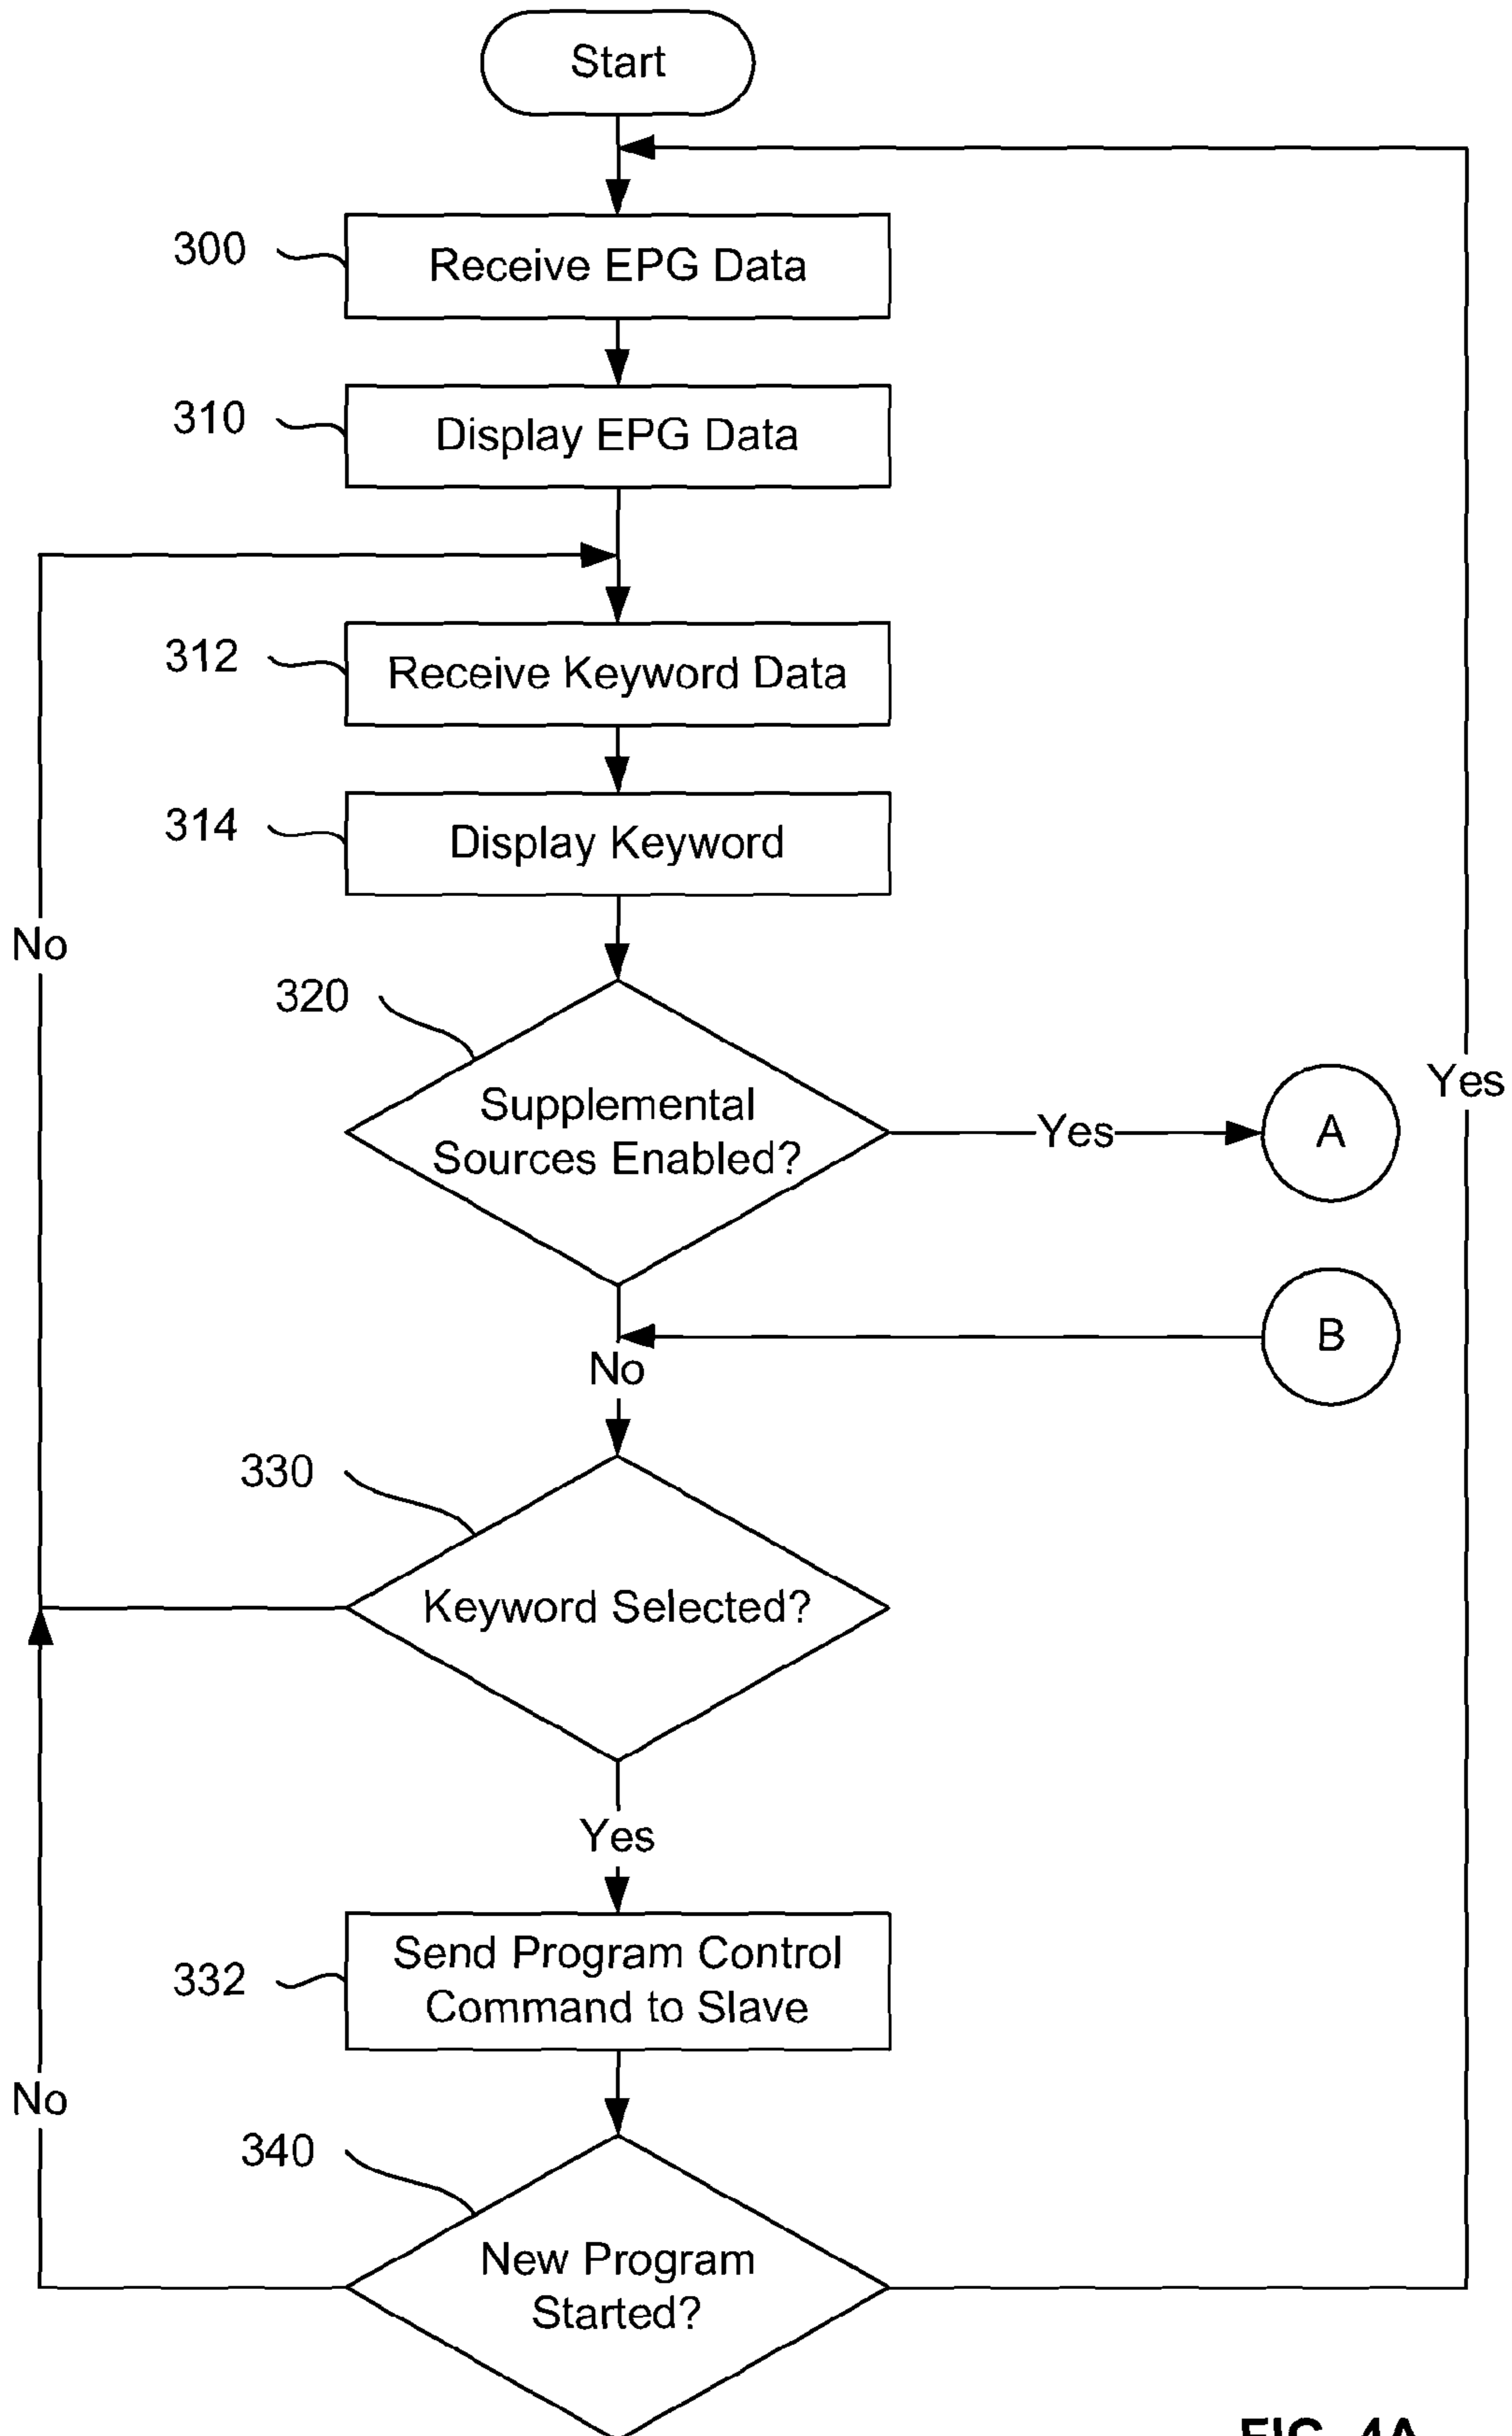 Start
300
Receive EPG Data
310
Display EPG Data
312
Receive Keyword Data
314
Display Keyword
No
320
Supplemental
Sources Enabled?
Yes
A
Yes
B
No
330
Keyword Selected?
Yes
332
Send Program Control
Command to Slave
No
340
New Program
Started?
FIG. 4A